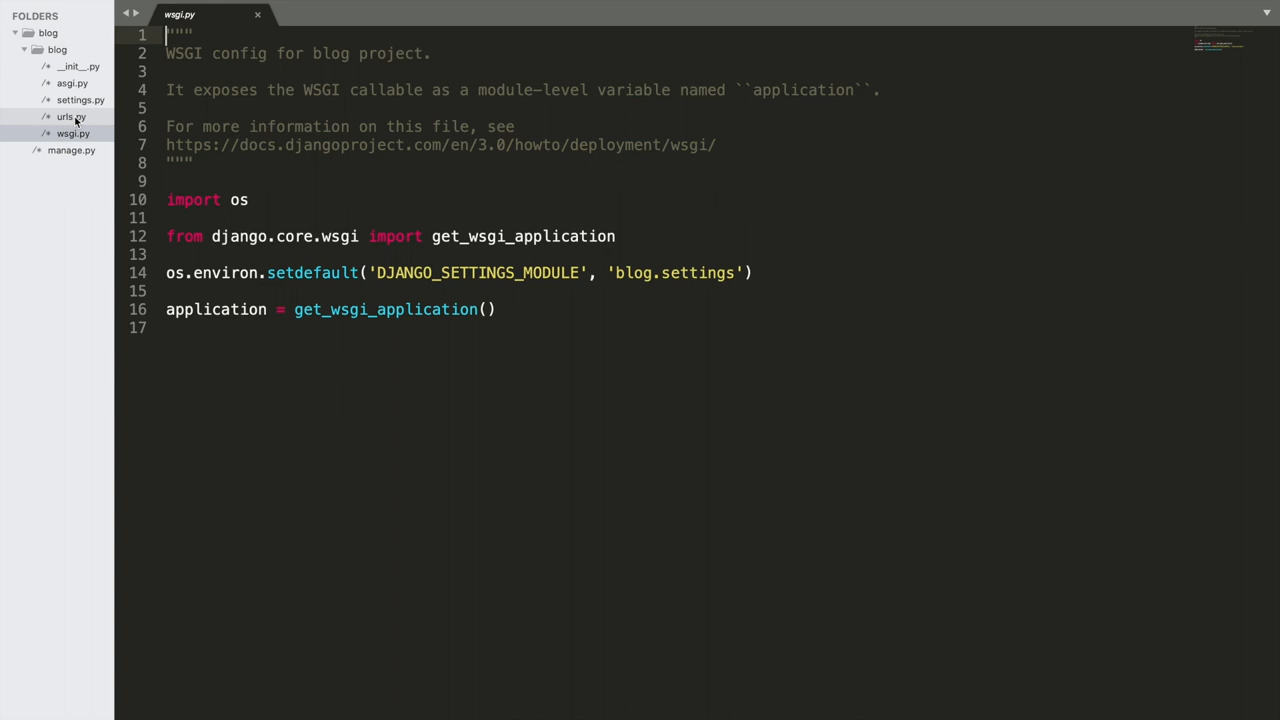 FOLDERS
blog
blog
/* __init__.py
/* asgi.py
/* settings.py
/* urls.py
/* wsgi.py
/* manage.py
wsgi.py ×
1 """
2 WSGI config for blog project.
3
4 It exposes the WSGI callable as a module-level variable named ``application``.
5
6 For more information on this file, see
7 https://docs.djangoproject.com/en/3.0/howto/deployment/wsgi/
8 """
9
10 import os
11
12 from django.core.wsgi import get_wsgi_application
13
14 os.environ.setdefault('DJANGO_SETTINGS_MODULE', 'blog.settings')
15
16 application = get_wsgi_application()
17